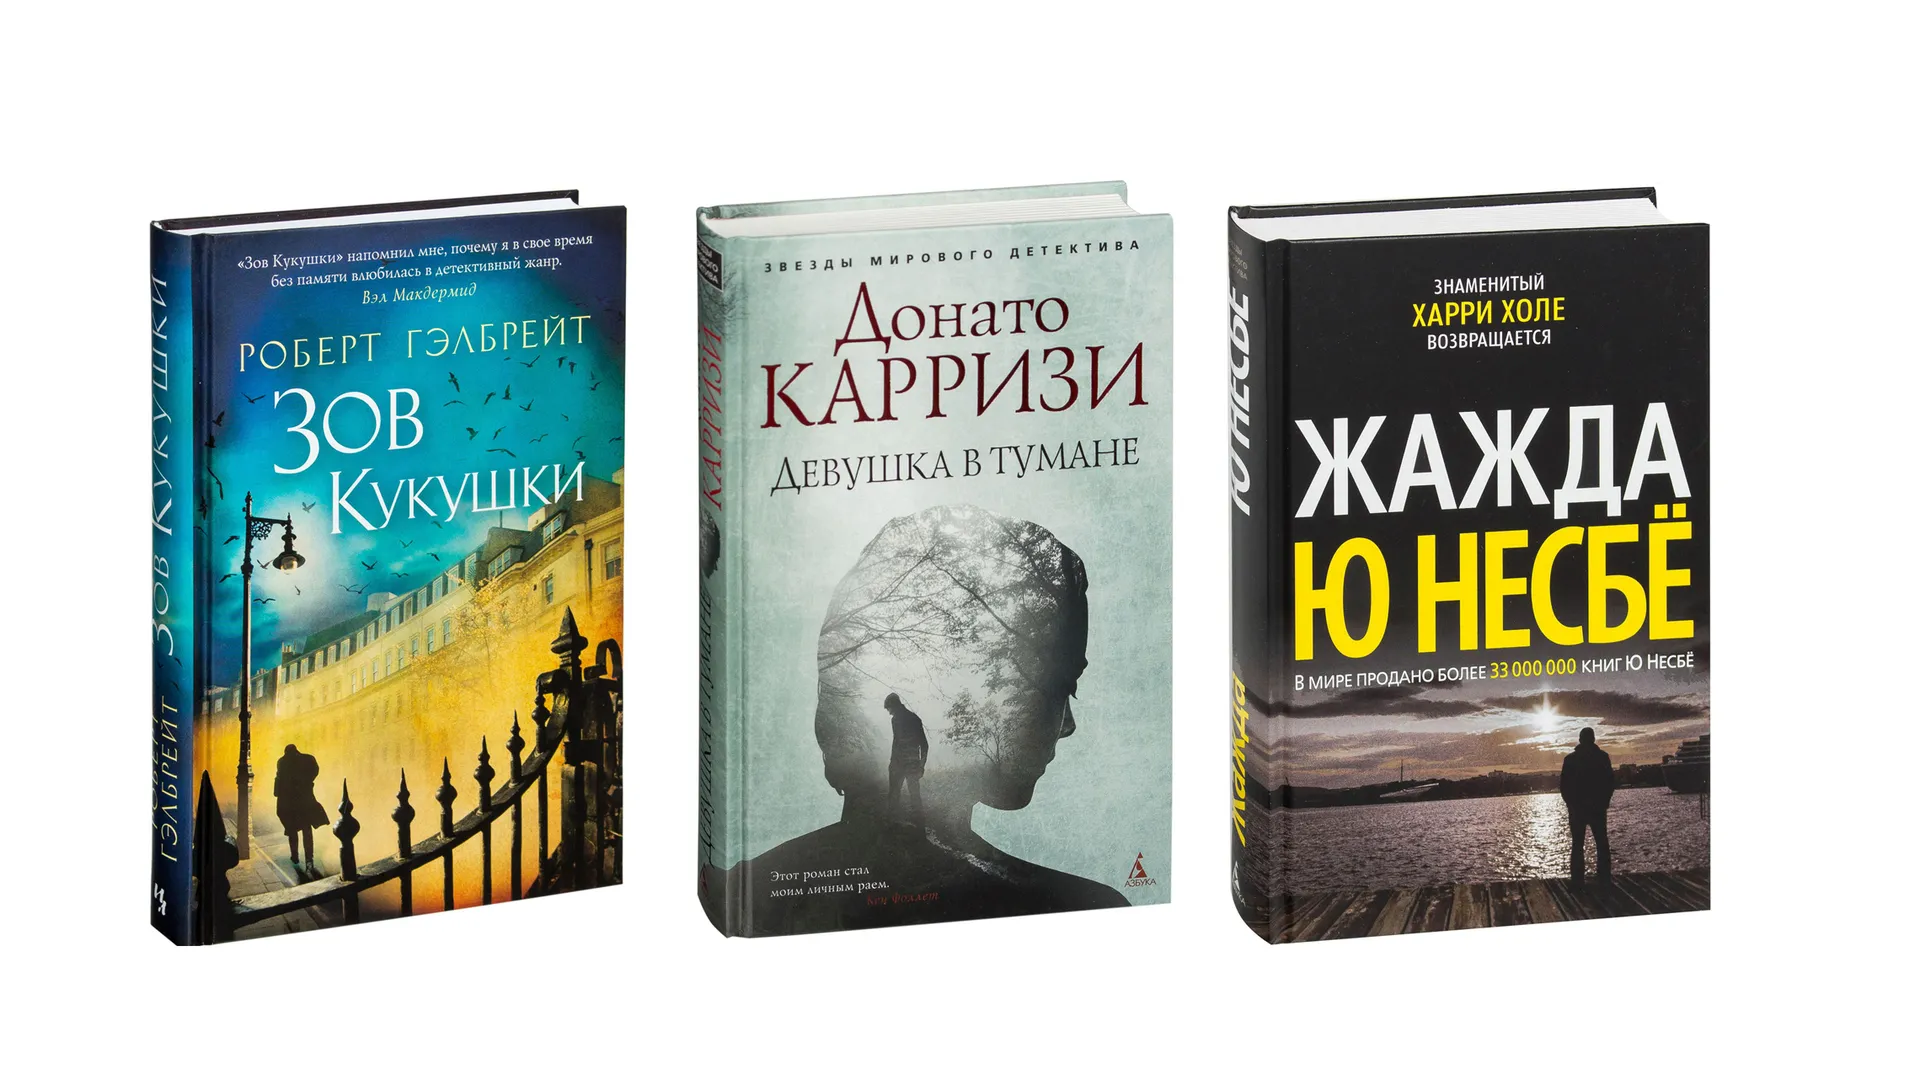 «Зов Кукушки» напомнил мне, почему я в свое время
без памяти влюбилась в детективный жанр.
Вэл Макдермид
РОБЕРТ ГЭЛБРЕЙТ
ЗОВ
КУКУШКИ
ЗОВ КУКУШКИ
РОБЕРТ
ГЭЛБРЕЙТ
ЗВЕЗДЫ МИРОВОГО ДЕТЕКТИВА
ДОНАТО
КАРРИЗИ
ДЕВУШКА В ТУМАНЕ
Этот роман стал
моим личным раем.
Кен Фоллет
АЗБУКА
КАРРИЗИ
ДЕВУШКА В ТУМАНЕ
ЗНАМЕНИТЫЙ
ХАРРИ ХОЛЕ
ВОЗВРАЩАЕТСЯ
ЖАЖДА
Ю НЕСБЁ
В МИРЕ ПРОДАНО БОЛЕЕ 33 000 000 КНИГ Ю НЕСБЁ
Ю НЕСБЁ
Жажда